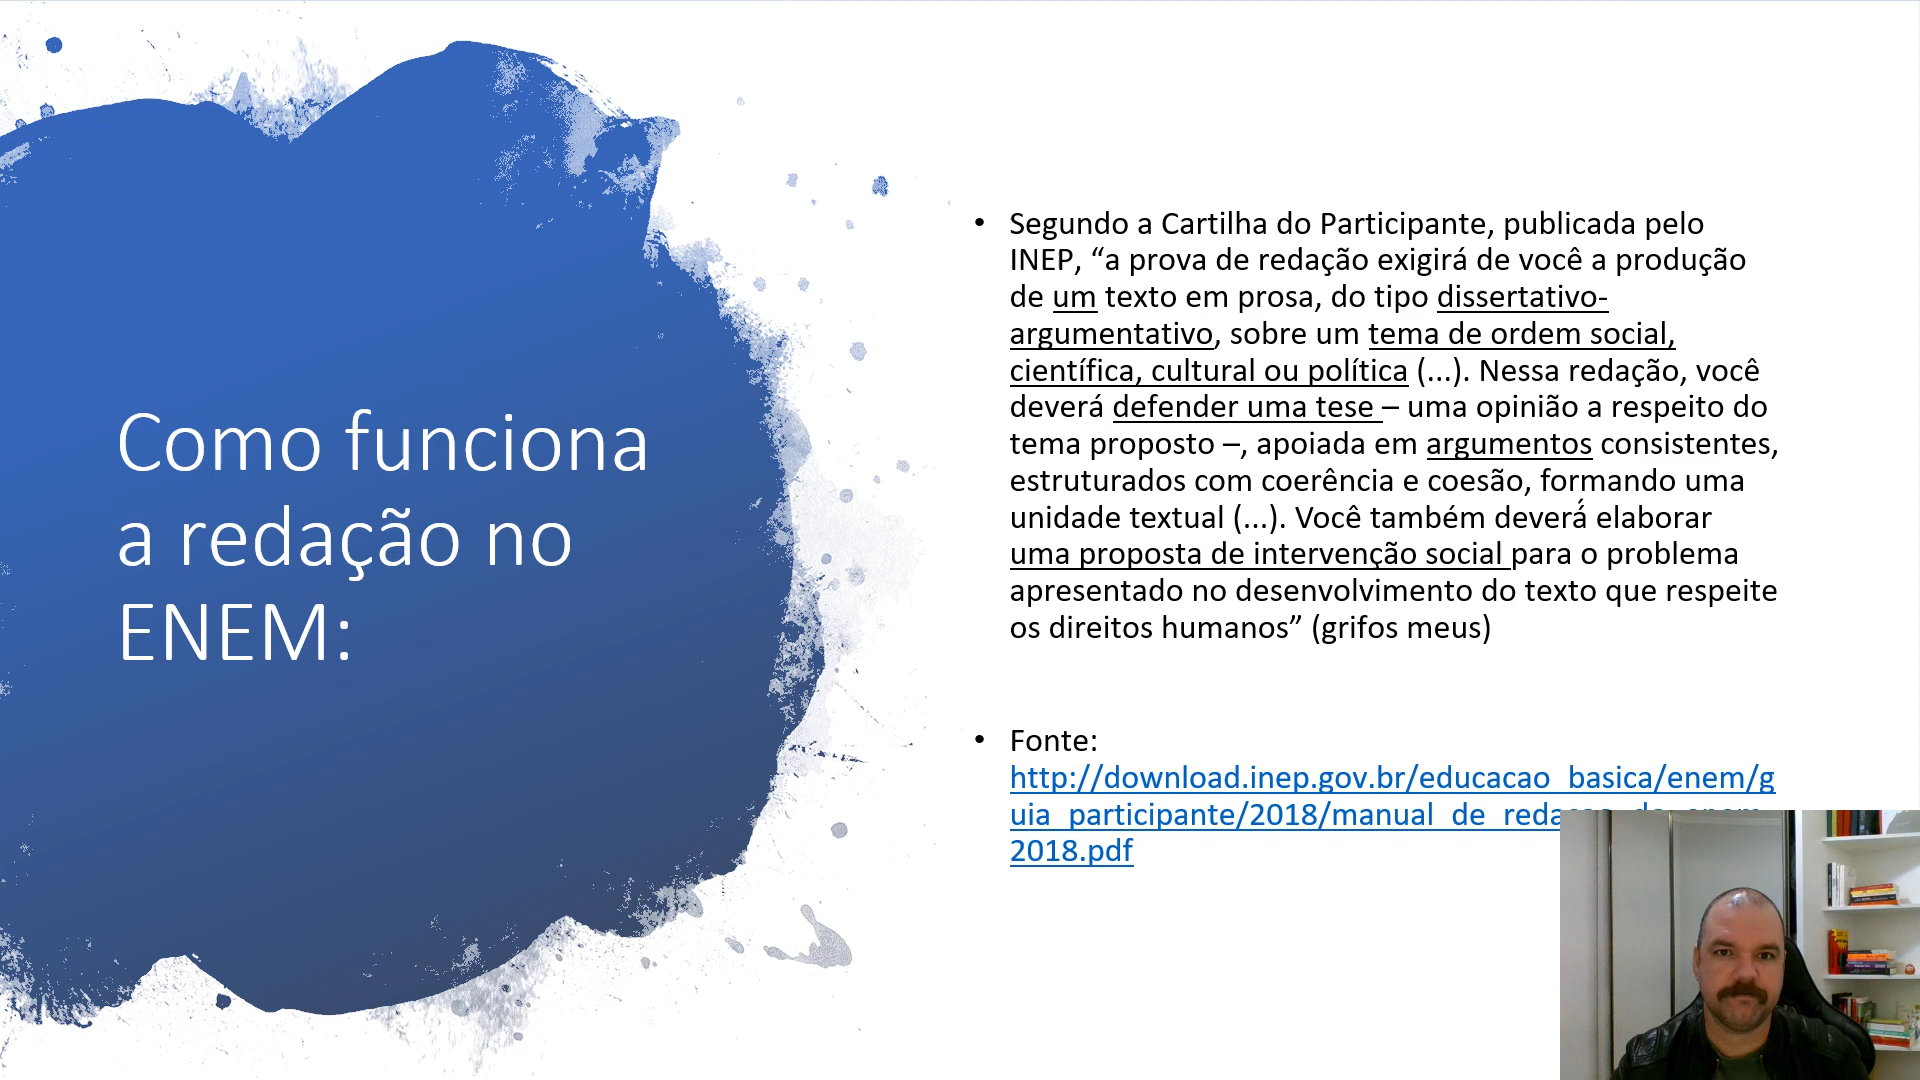 Como funciona
a redação no
ENEM:
• Segundo a Cartilha do Participante, publicada pelo
INEP, “a prova de redação exigirá de você a produção
de um texto em prosa, do tipo dissertativo-
argumentativo, sobre um tema de ordem social,
científica, cultural ou política (...). Nessa redação, você
deverá defender uma tese – uma opinião a respeito do
tema proposto –, apoiada em argumentos consistentes,
estruturados com coerência e coesão, formando uma
unidade textual (...). Você também deverá elaborar
uma proposta de intervenção social para o problema
apresentado no desenvolvimento do texto que respeite
os direitos humanos” (grifos meus)
• Fonte:
http://download.inep.gov.br/educacao_basica/enem/g
uia_participante/2018/manual_de_reda
2018.pdf